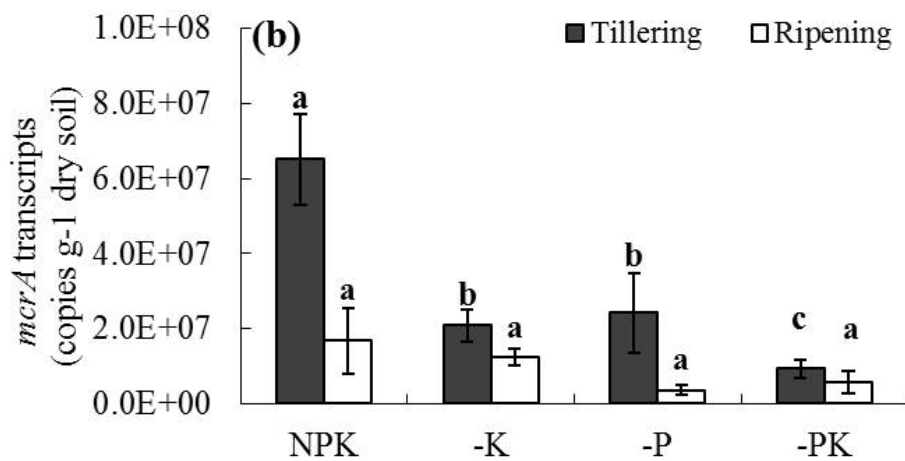 (b)
Tillering Ripening
mcrA transcripts
(copies g-1 dry soil)
1.0E+08
8.0E+07
6.0E+07
4.0E+07
2.0E+07
0.0E+00
a
a
b
a
b
a
c
a
NPK -K -P -PK